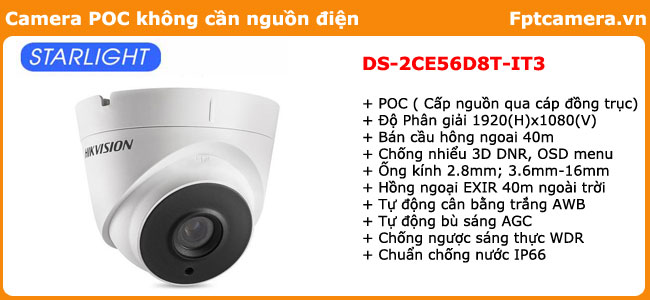 Camera POC không cần nguồn điện
Fptcamera.vn
STARLIGHT
HIKVISION
DS-2CE56D8T-IT3
+ POC ( Cấp nguồn qua cáp đồng trục)
+ Độ Phân giải 1920(H)x1080(V)
+ Bán cầu hông ngoai 40m
+ Chống nhiểu 3D DNR, OSD menu
+ Ống kính 2.8mm; 3.6mm-16mm
+ Hồng ngoại EXIR 40m ngoài trời
+ Tự động cân bằng trắng AWB
+ Tự động bù sáng AGC
+ Chống ngược sáng thực WDR
+ Chuẩn chống nước IP66